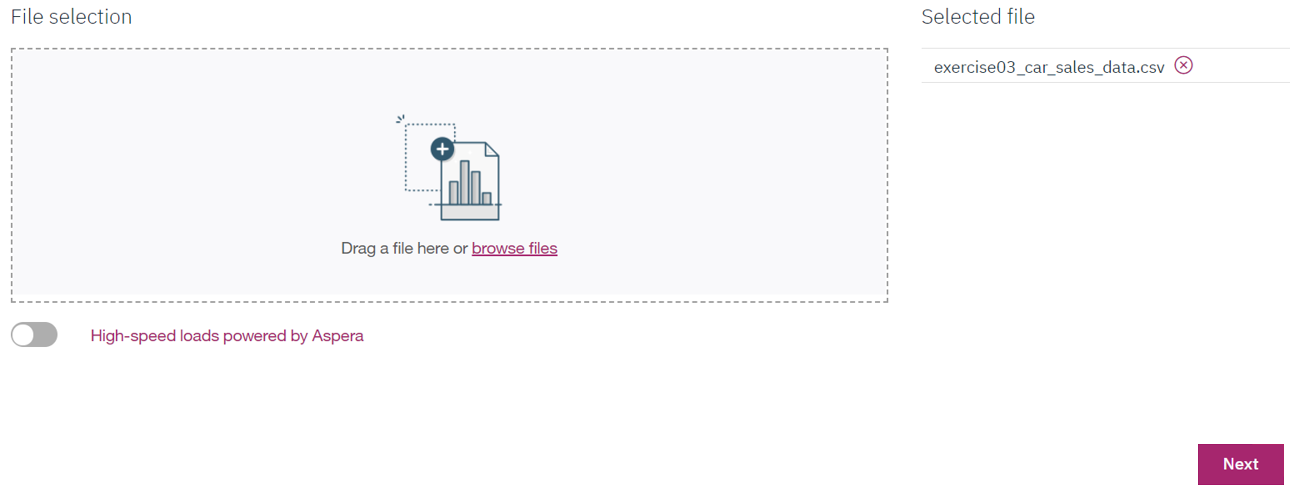 File selection
Selected file
exercise03_car_sales_data.csv
Drag a file here or browse files
High-speed loads powered by Aspera
Next